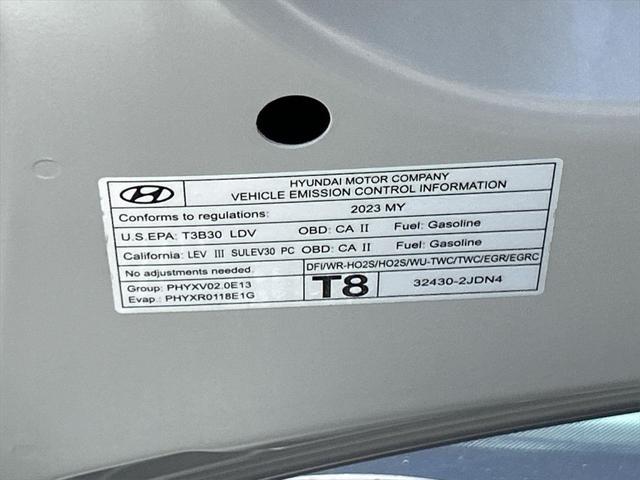 HYUNDAI MOTOR COMPANY
VEHICLE EMISSION CONTROL INFORMATION
Conforms to regulations: 2023 MY
U.S.EPA: T3B30 LDV OBD: CA II Fuel: Gasoline
California: LEV III SULEV30 PC OBD: CA II Fuel: Gasoline
No adjustments needed. DFI/WR-HO2S/HO2S/WU-TWC/TWC/EGR/EGRC
Group: PHYXV02.0E13
Evap.: PHYXR0118E1G
T8 32430-2JDN4